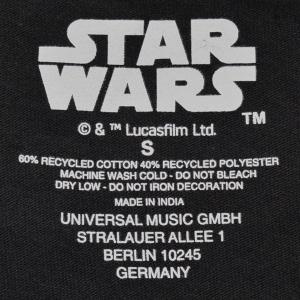 STAR
WARS
™
© & ™ Lucasfilm Ltd.
S
60% RECYCLED COTTON 40% RECYCLED POLYESTER
MACHINE WASH COLD - DO NOT BLEACH
DRY LOW - DO NOT IRON DECORATION
MADE IN INDIA
UNIVERSAL MUSIC GMBH
STRALAUER ALLEE 1
BERLIN 10245
GERMANY